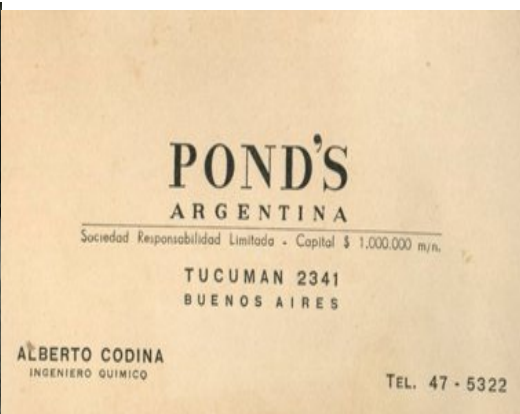 POND'S
ARGENTINA
Sociedad Responsabilidad Limitada - Capital $ 1.000.000 m/n.
TUCUMAN 2341
BUENOS AIRES
ALBERTO CODINA
INGENIERO QUIMICO
TEL. 47 - 5322